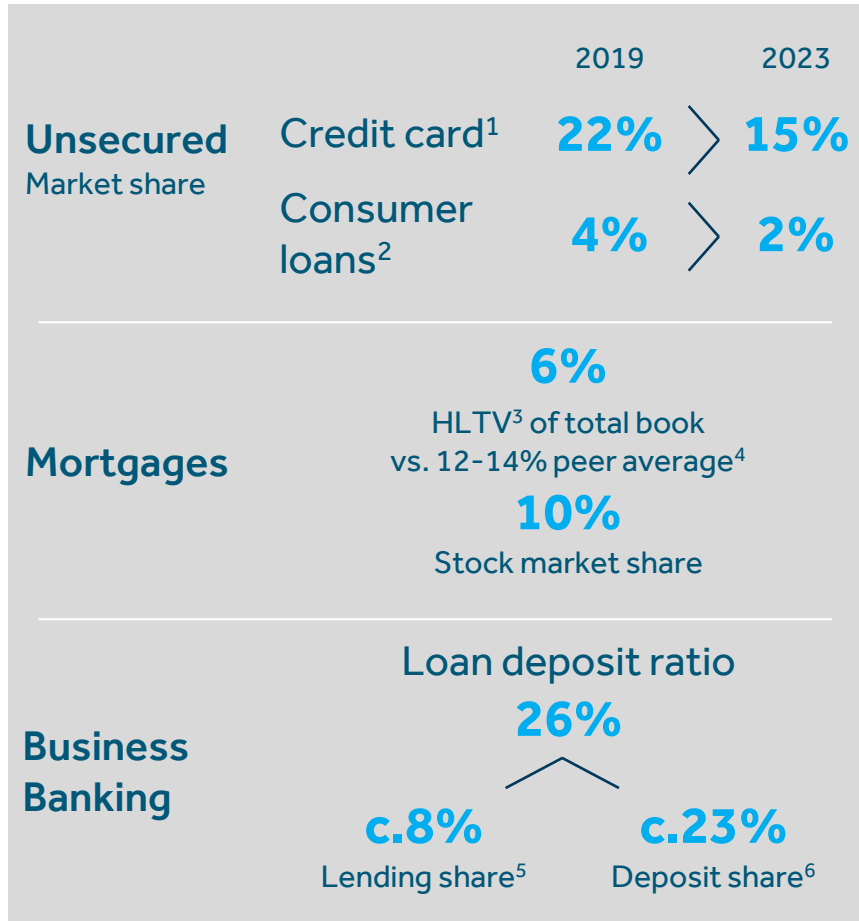 2019 2023
Unsecured
Market share
Credit card1 22% 15%
Consumer
loans2
4% 2%
Mortgages
6%
HLTV3 of total book
vs. 12-14% peer average4
10%
Stock market share
Business
Banking
Loan deposit ratio
26%
c.8% c.23%
Lending share5 Deposit share6